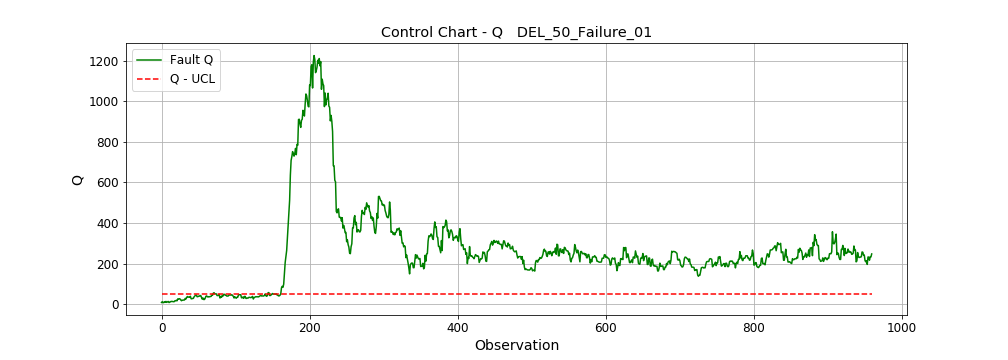 Control Chart - Q   DEL_50_Failure_01
Fault Q
Q - UCL
1200
1000
800
600
400
200
0
Q
0 200 400 600 800 1000
Observation